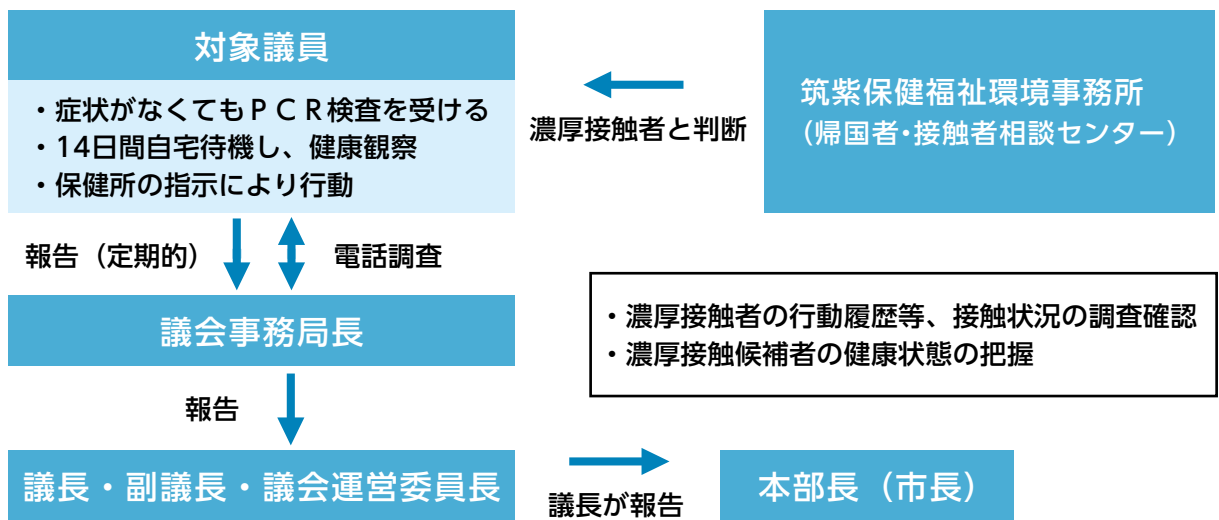 対象議員
・症状がなくてもＰＣＲ検査を受ける
・14日間自宅待機し、健康観察
・保健所の指示により行動
濃厚接触者と判断
筑紫保健福祉環境事務所
（帰国者・接触者相談センター）
報告（定期的）
電話調査
議会事務局長
・濃厚接触者の行動履歴等、接触状況の調査確認
・濃厚接触候補者の健康状態の把握
報告
議長・副議長・議会運営委員長
議長が報告
本部長（市長）